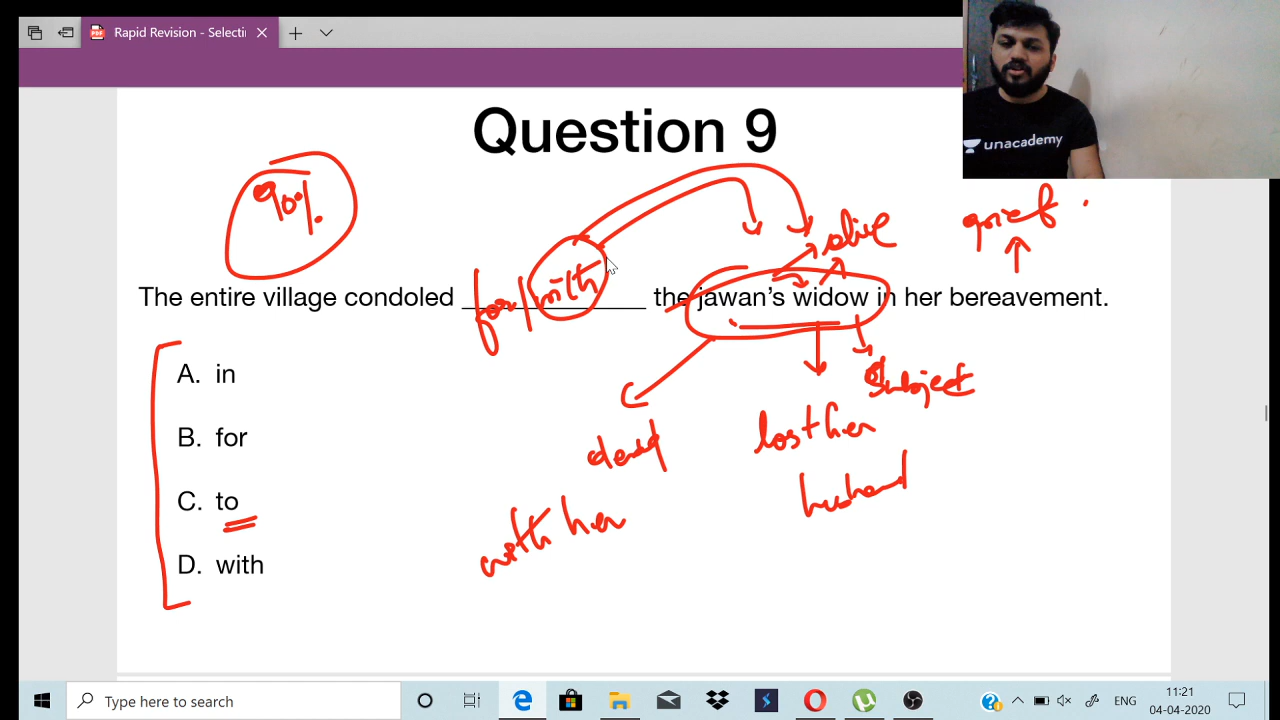 Rapid Revision - Selecti
unacademy
Question 9
90%
grief
alive
for/with
The entire village condoled ____________ the jawan's widow in her bereavement.
A. in
B. for
C. to
D. with
Subject
lost her
husband
dead
with her
Type here to search
ENG
11:21
04-04-2020